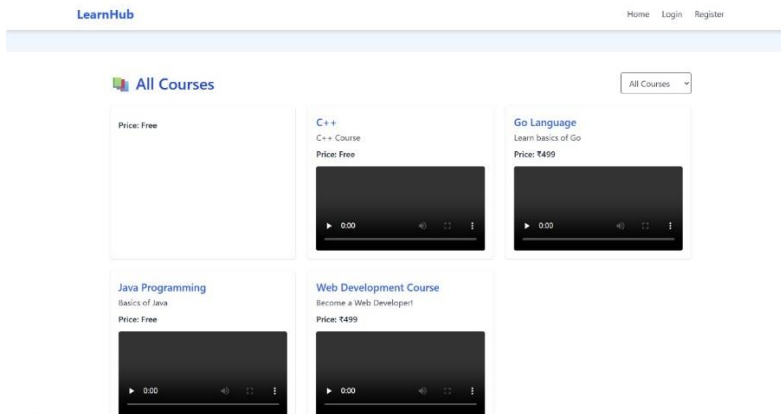 LearnHub
Home Login Register
All Courses
All Courses
Price: Free
C++
C++ Course
Price: Free
0:00
Go Language
Learn basics of Go
Price: ₹499
0:00
Java Programming
Basics of Java
Price: Free
0:00
Web Development Course
Become a Web Developer!
Price: ₹499
0:00